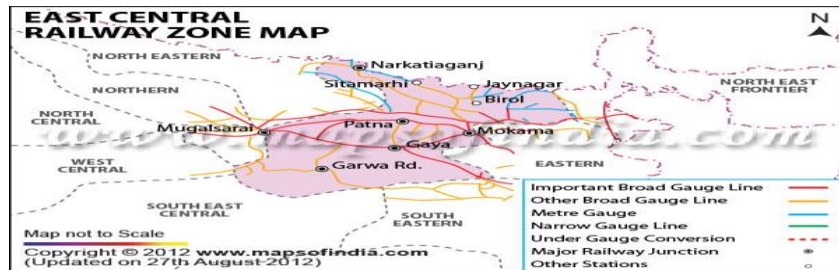 EAST CENTRAL
RAILWAY ZONE MAP
N
NORTH EASTERN
Narkatiaganj
NORTHERN
Sitamarhi
Jaynagar
NORTH EAST
FRONTIER
Birol
NORTH
CENTRAL
Mugalsarai
Patna
Mokama
www.mapsofindia.com
Gaya
WEST
CENTRAL
Garwa Rd.
EASTERN
SOUTH EAST
CENTRAL
SOUTH
EASTERN
Map not to Scale
Copyright © 2012 www.mapsofindia.com
(Updated on 27th August 2012)
Important Broad Gauge Line
Other Broad Gauge Line
Metre Gauge
Narrow Gauge Line
Under Gauge Conversion
Major Railway Junction
Other Stations